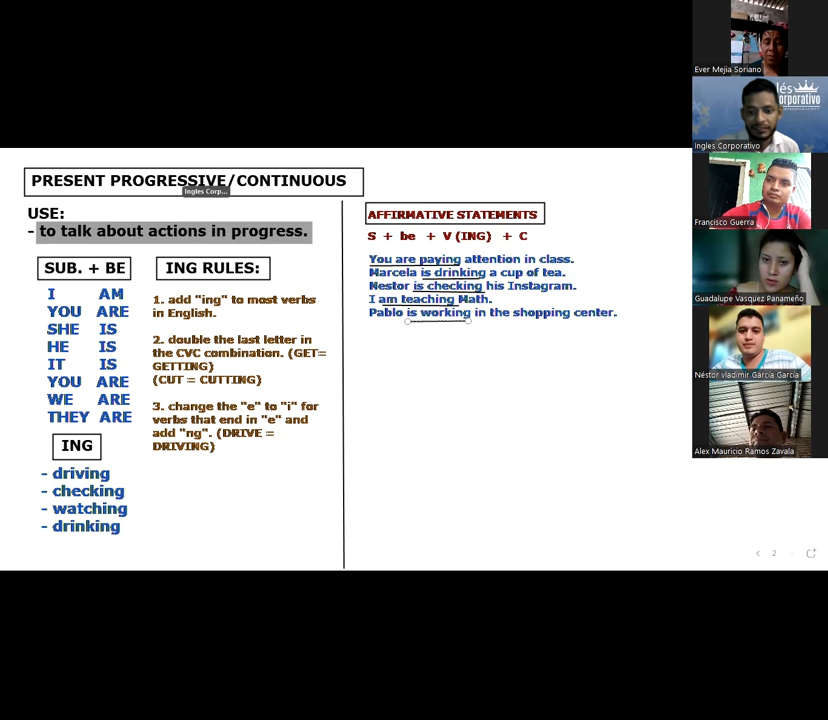 PRESENT PROGRESSIVE/CONTINUOUS
Ingles Corp...
USE:
- to talk about actions in progress.
SUB. + BE
I AM
YOU ARE
SHE IS
HE IS
IT IS
YOU ARE
WE ARE
THEY ARE
ING
- driving
- checking
- watching
- drinking
ING RULES:
1. add "ing" to most verbs
in English.
2. double the last letter in
the CVC combination. (GET=
GETTING)
(CUT = CUTTING)
3. change the "e" to "i" for
verbs that end in "e" and
add "ng". (DRIVE =
DRIVING)
AFFIRMATIVE STATEMENTS
S + be + V (ING) + C
You are paying attention in class.
Marcela is drinking a cup of tea.
Nestor is checking his Instagram.
I am teaching Math.
Pablo is working in the shopping center.
2
Ever Mejia Soriano
lés
orporativo
Ingles Corporativo
Francisco Guerra
Guadalupe Vasquez Panameño
Néstor vladimir García García
Alex Mauricio Ramos Zavala